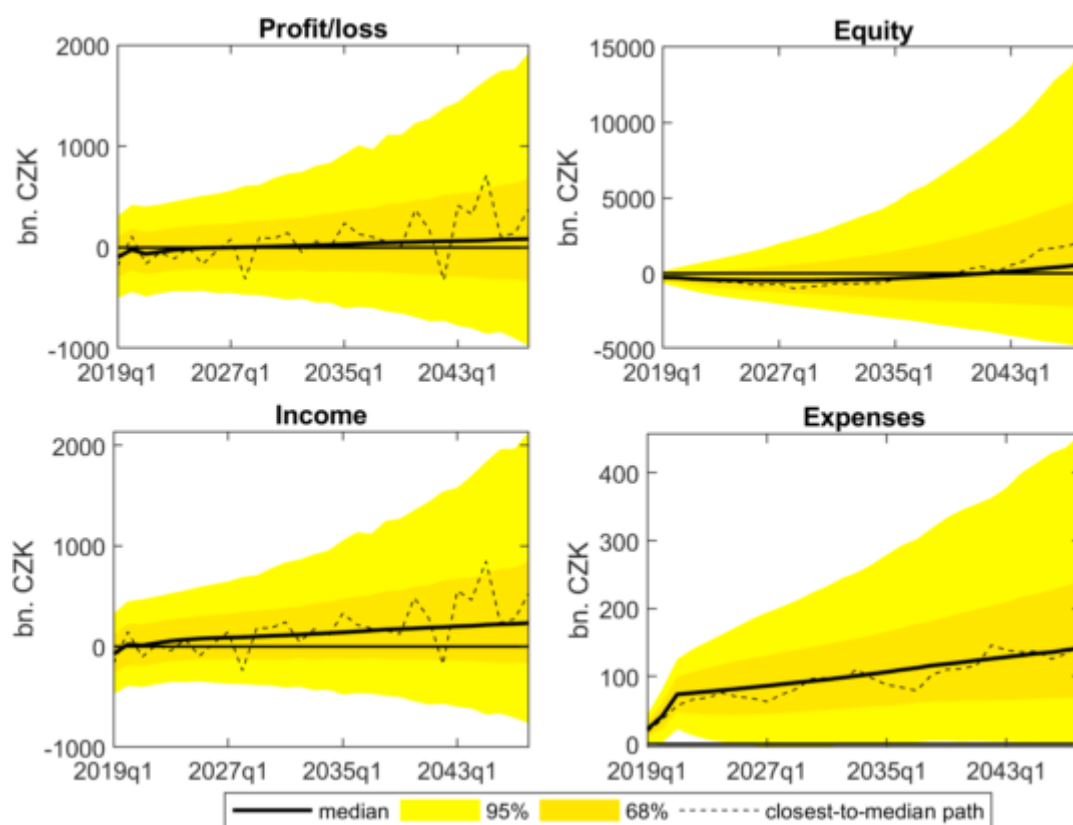 Profit/loss
2000
1000
0
-1000
bn. CZK
2019q1 2027q1 2035q1 2043q1
Equity
15000
10000
5000
0
-5000
bn. CZK
2019q1 2027q1 2035q1 2043q1
Income
2000
1000
0
-1000
bn. CZK
2019q1 2027q1 2035q1 2043q1
Expenses
400
300
200
100
0
bn. CZK
2019q1 2027q1 2035q1 2043q1
median 95% 68% closest-to-median path